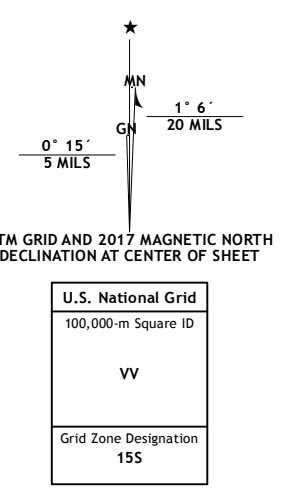 MN
1° 6´
20 MILS
GN
0° 15´
5 MILS
TM GRID AND 2017 MAGNETIC NORTH
DECLINATION AT CENTER OF SHEET
U.S. National Grid
100,000-m Square ID
VV
Grid Zone Designation
15S